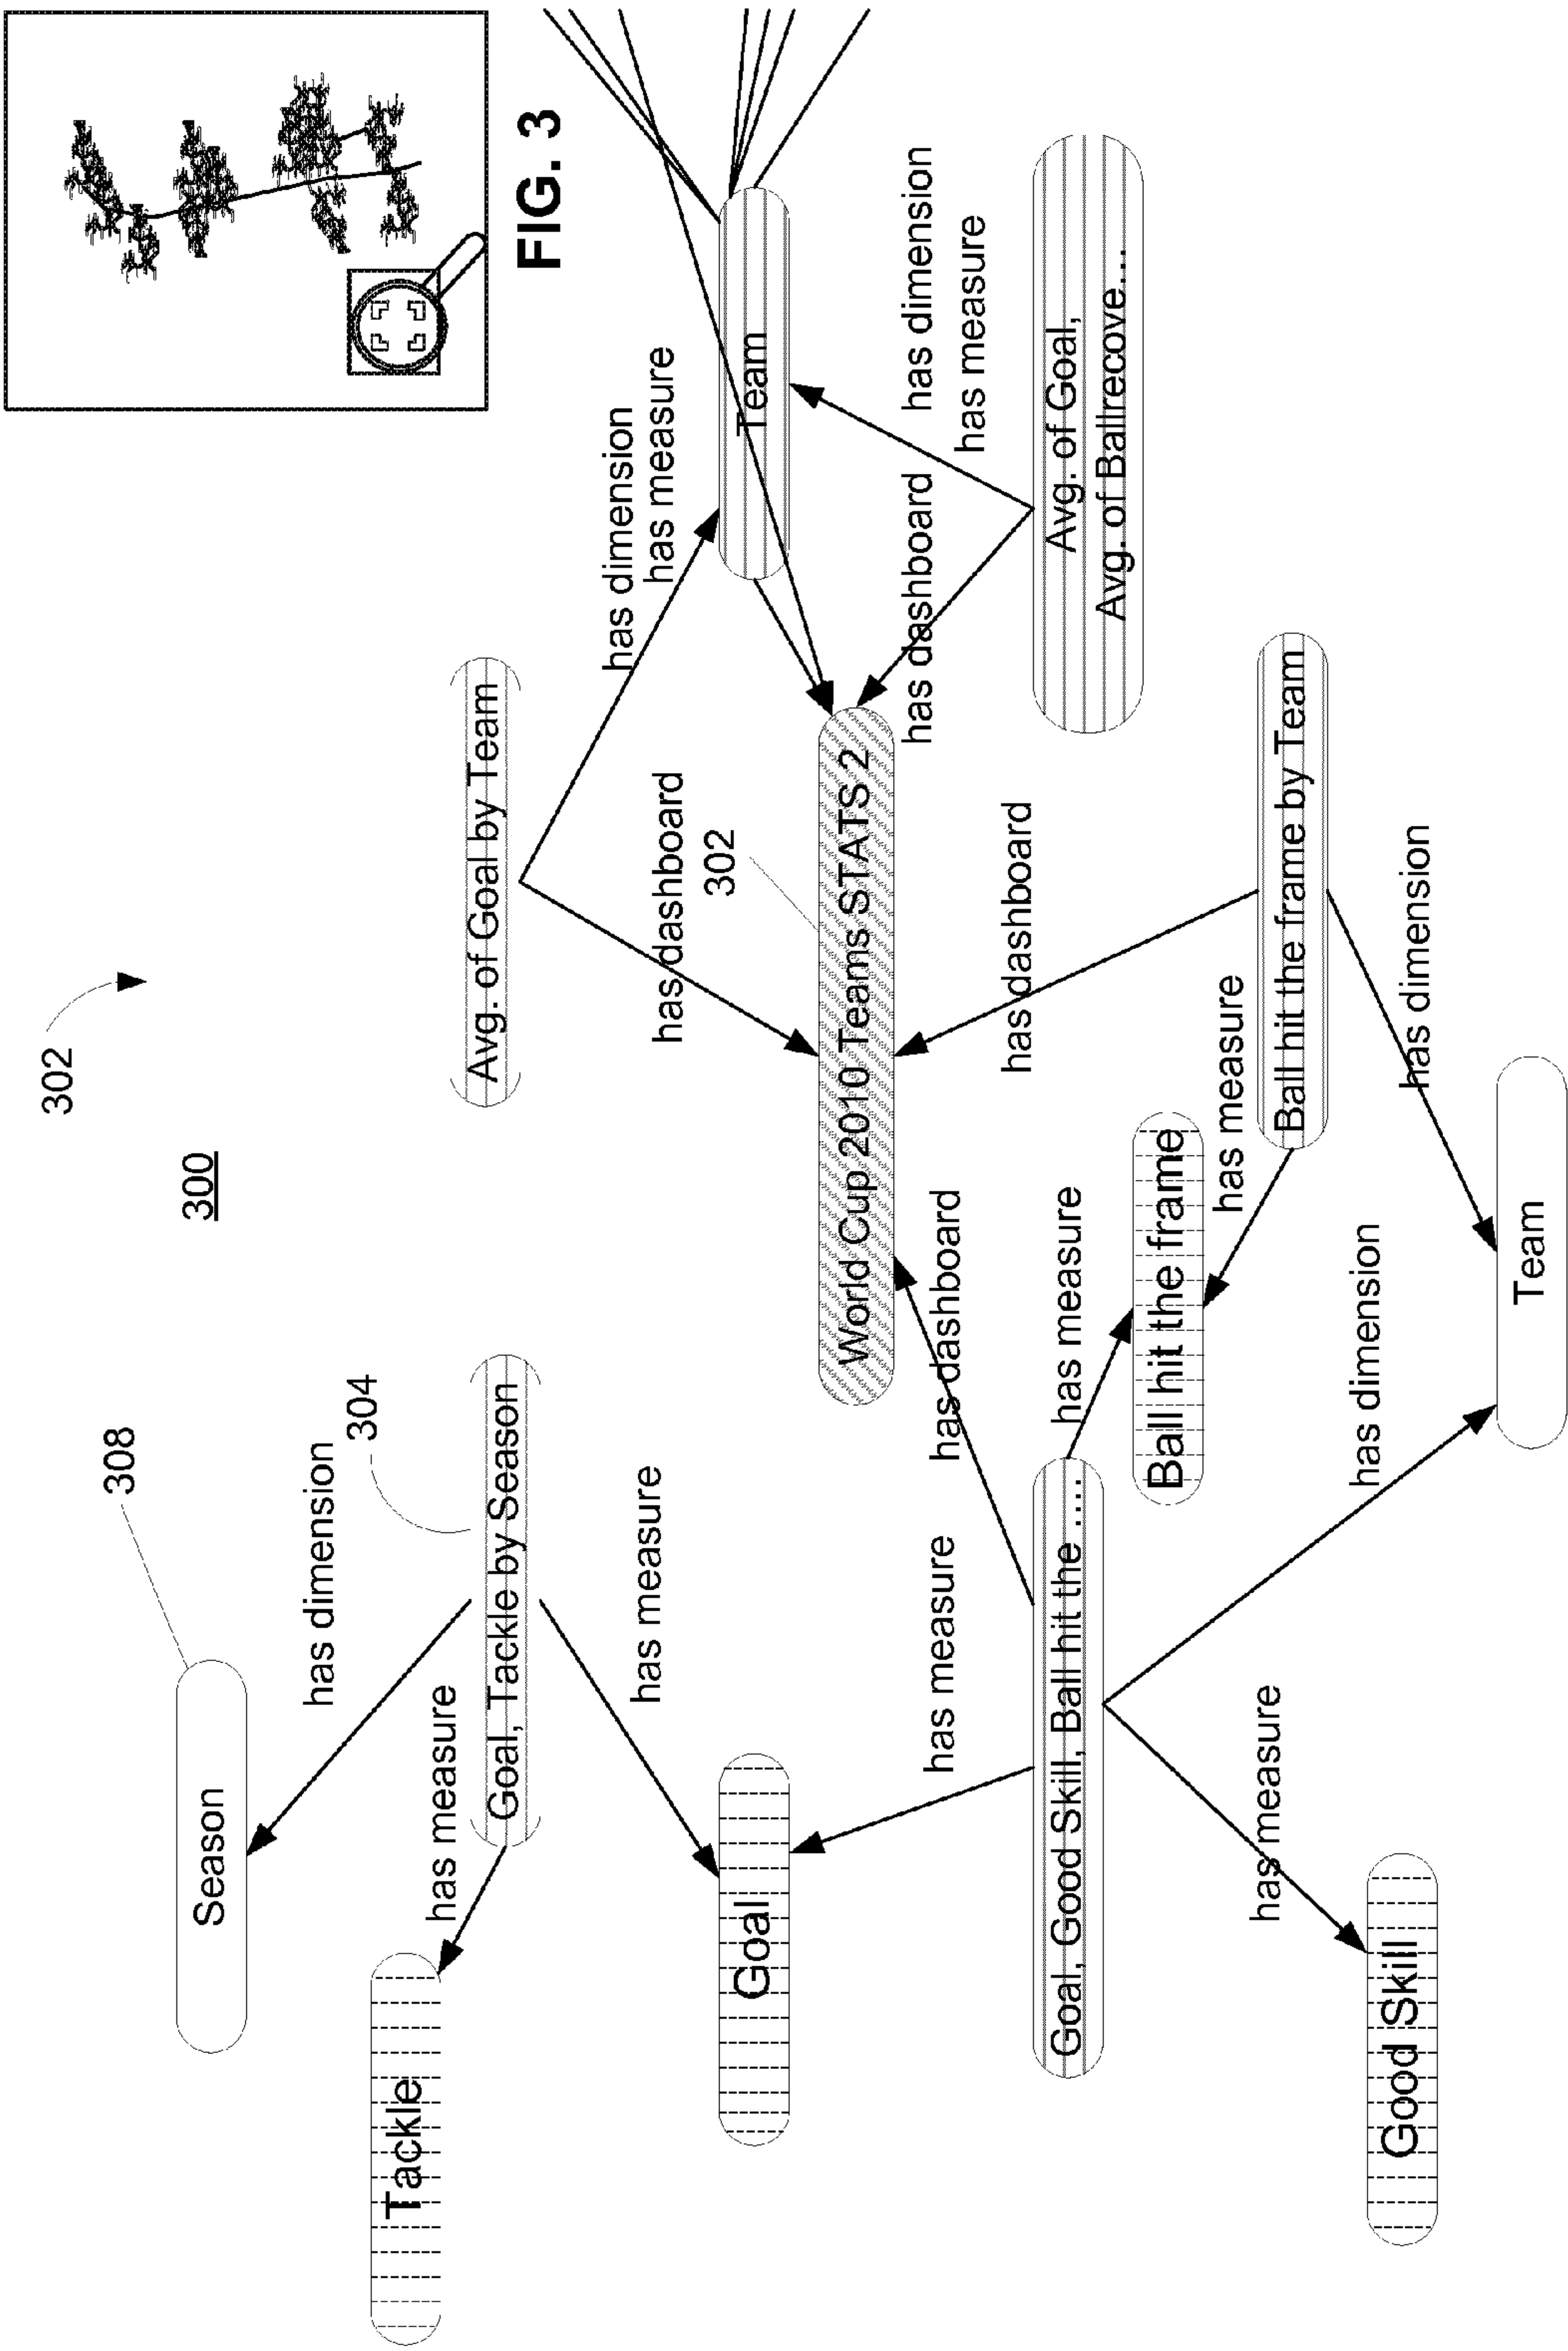 302
308
300
Season
has dimension
304
Tackle
has measure
Avg. of Goal by Team
Goal, Tackle by Season
FIG. 3
has dimension
has measure
has measure
has dashboard
302
Goal
Team
World Cup 2010 Teams STATS 2
has dashboard
has dimension
has measure
has measure
has dashboard
has dashboard
Goal, Good Skill, Ball hit the .....
has measure
Avg. of Goal,
Avg. of Ballrecove...
Ball hit the frame
has measure
has measure
Ball hit the frame by Team
has dimension
Good Skill
has dimension
Team